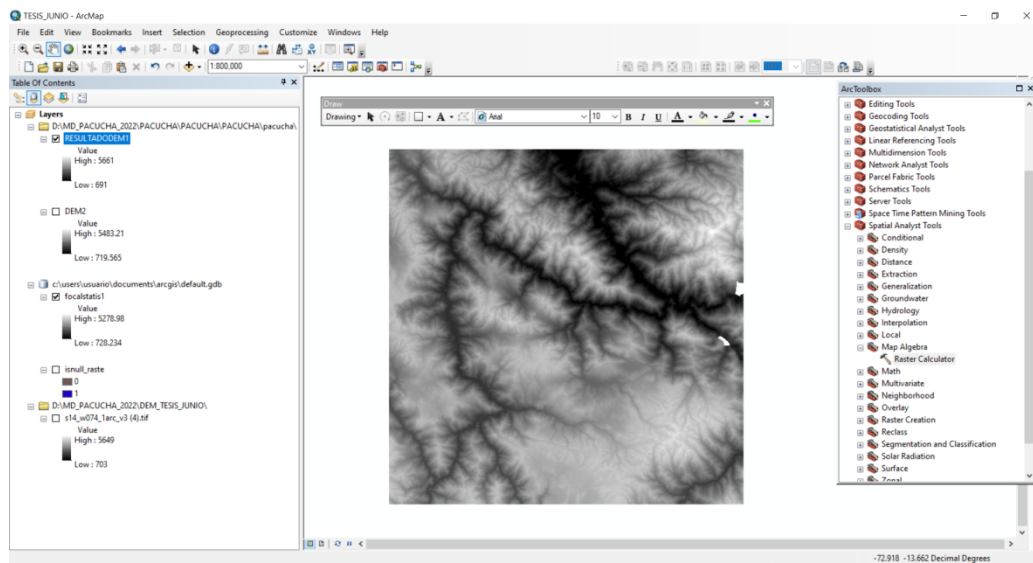 TESIS_JUNIO - ArcMap
File Edit View Bookmarks Insert Selection Geoprocessing Customize Windows Help
1:800,000
Table Of Contents
Layers
D:\MD_PACUCHA_2022\PACUCHA\PACUCHA\PACUCHA\pacucha\
RESULTADODEM1
Value
High : 5661
Low : 691
DEM2
Value
High : 5483.21
Low : 719.565
c:\users\usuario\documents\arcgis\default.gdb
focalstatis1
Value
High : 5278.98
Low : 728.234
isnull_raste
0
1
D:\MD_PACUCHA_2022\DEM_TESIS_JUNIO\
s14_w074_1arc_v3 (4).tif
Value
High : 5649
Low : 703
Draw
Drawing A Arial 10 B I U A
ArcToolbox
Editing Tools
Geocoding Tools
Geostatistical Analyst Tools
Linear Referencing Tools
Multidimension Tools
Network Analyst Tools
Parcel Fabric Tools
Schematics Tools
Server Tools
Space Time Pattern Mining Tools
Spatial Analyst Tools
Conditional
Density
Distance
Extraction
Generalization
Groundwater
Hydrology
Interpolation
Local
Map Algebra
Raster Calculator
Math
Multivariate
Neighborhood
Overlay
Raster Creation
Reclass
Segmentation and Classification
Solar Radiation
Surface
Zonal
-72.918 -13.662 Decimal Degrees